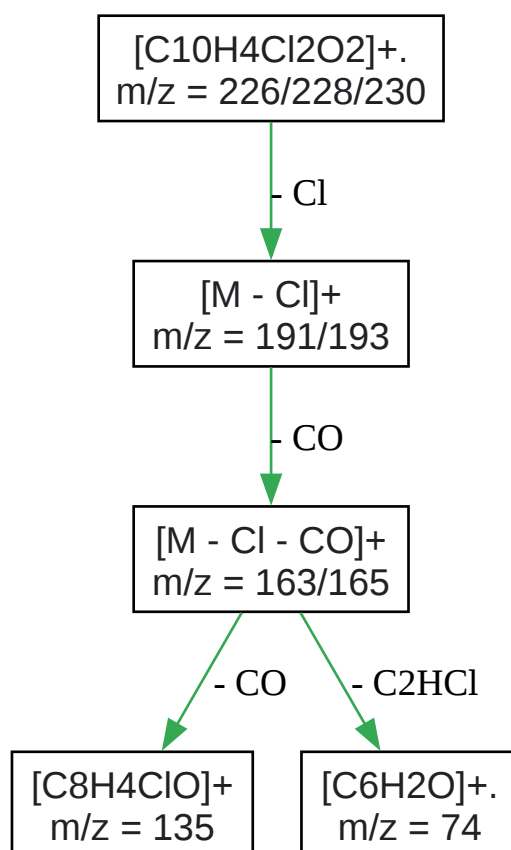 [C10H4Cl2O2]+.
m/z = 226/228/230
- Cl
[M - Cl]+
m/z = 191/193
- CO
[M - Cl - CO]+
m/z = 163/165
- CO
- C2HCl
[C8H4ClO]+
m/z = 135
[C6H2O]+.
m/z = 74